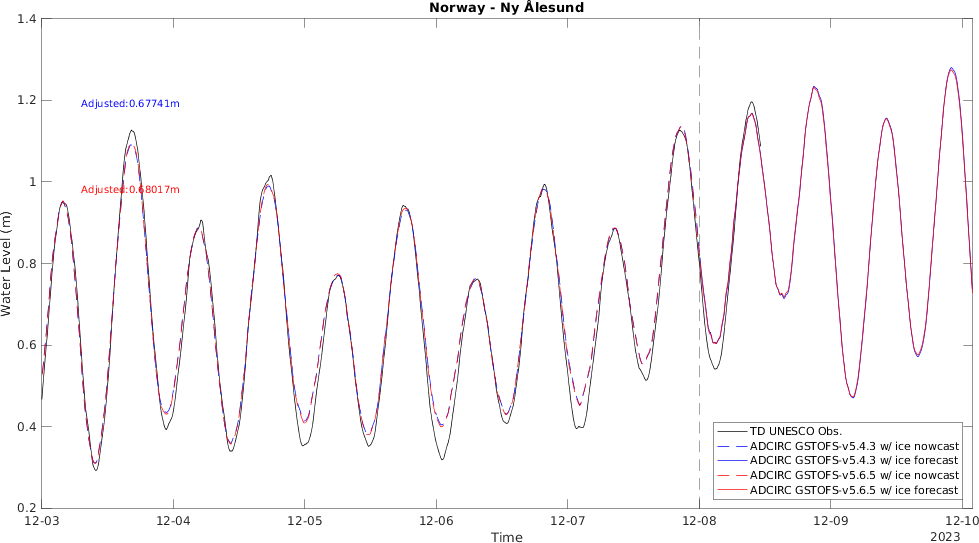 Norway - Ny Ålesund
1.4
1.2
1
0.8
0.6
0.4
0.2
Water Level (m)
Adjusted:0.67741m
Adjusted:0.68017m
TD UNESCO Obs.
ADCIRC GSTOFS-v5.4.3 w/ ice nowcast
ADCIRC GSTOFS-v5.4.3 w/ ice forecast
ADCIRC GSTOFS-v5.6.5 w/ ice nowcast
ADCIRC GSTOFS-v5.6.5 w/ ice forecast
12-03 12-04 12-05 12-06 12-07 12-08 12-09 12-10
Time
2023